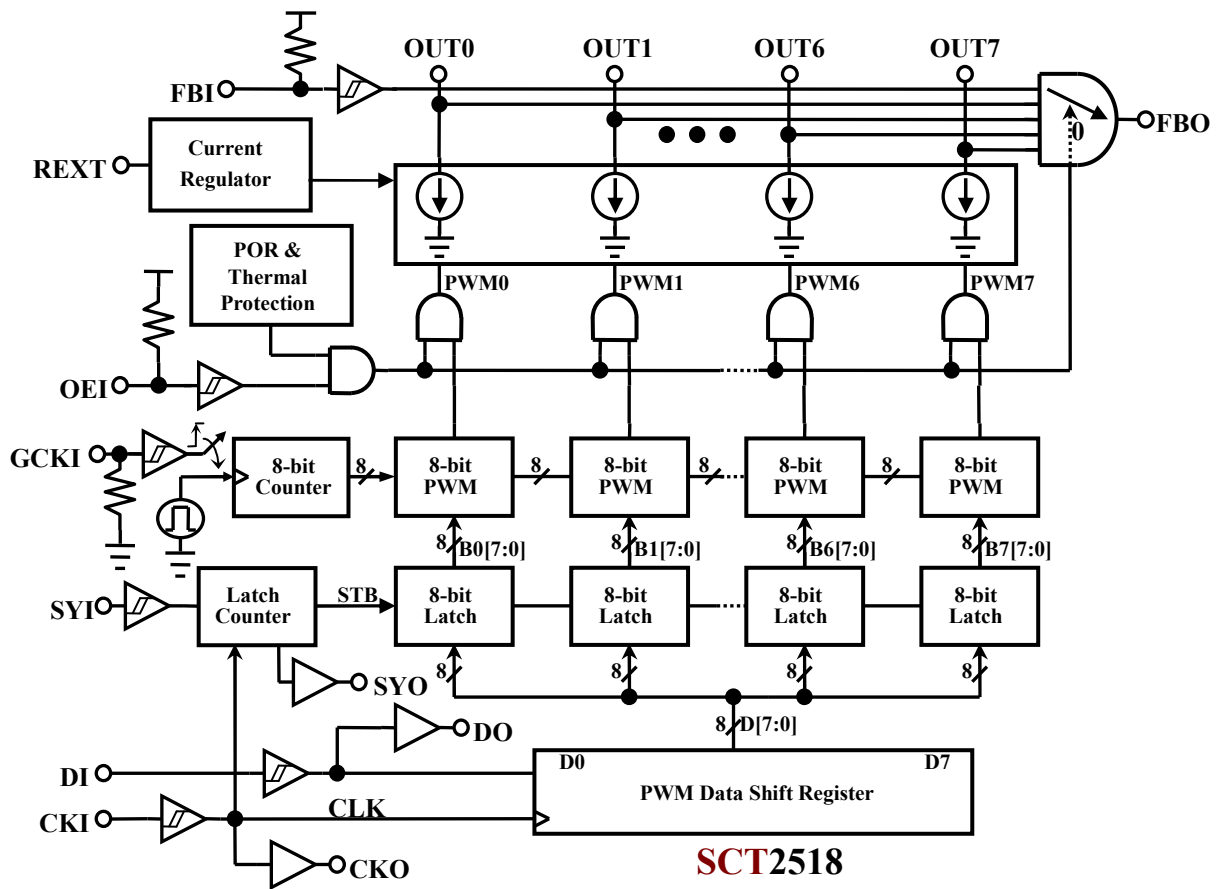 OUT0 OUT1 OUT6 OUT7
FBI
FBO
0
REXT
Current
Regulator
POR &
Thermal
Protection
PWM0 PWM1 PWM6 PWM7
OEI
GCKI
8-bit
Counter
8
8-bit
PWM
8
8-bit
PWM
8
8-bit
PWM
8
8-bit
PWM
8 B0[7:0] 8 B1[7:0] 8 B6[7:0] 8 B7[7:0]
SYI
Latch
Counter
STB
8-bit
Latch
8-bit
Latch
8-bit
Latch
8-bit
Latch
8 8 8 8
SYO
8 D[7:0]
DO
DI
D0 D7
PWM Data Shift Register
CKI
CLK
CKO
SCT2518